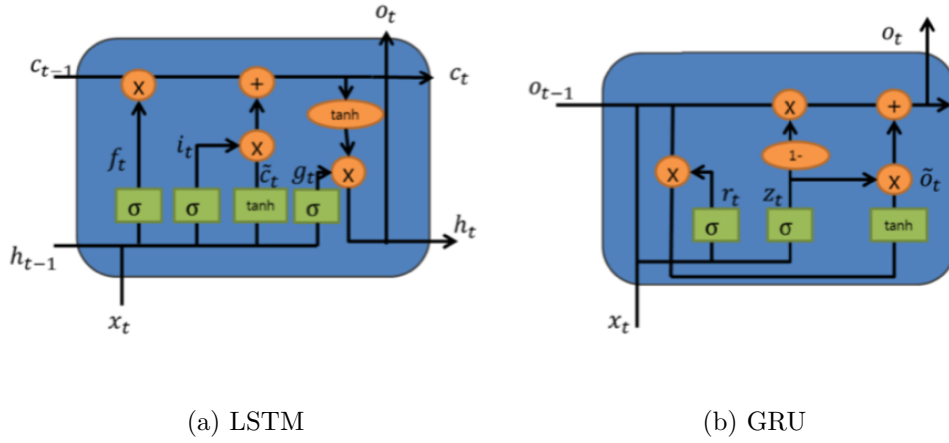 o_t
c_{t-1}
x
+
c_t
tanh
f_t
i_t
x
c̃_t
g_t
x
σ
σ
tanh
σ
h_{t-1}
h_t
x_t
(a) LSTM
o_t
o_{t-1}
x
+
1-
x
r_t
z_t
x
õ_t
σ
σ
tanh
x_t
(b) GRU